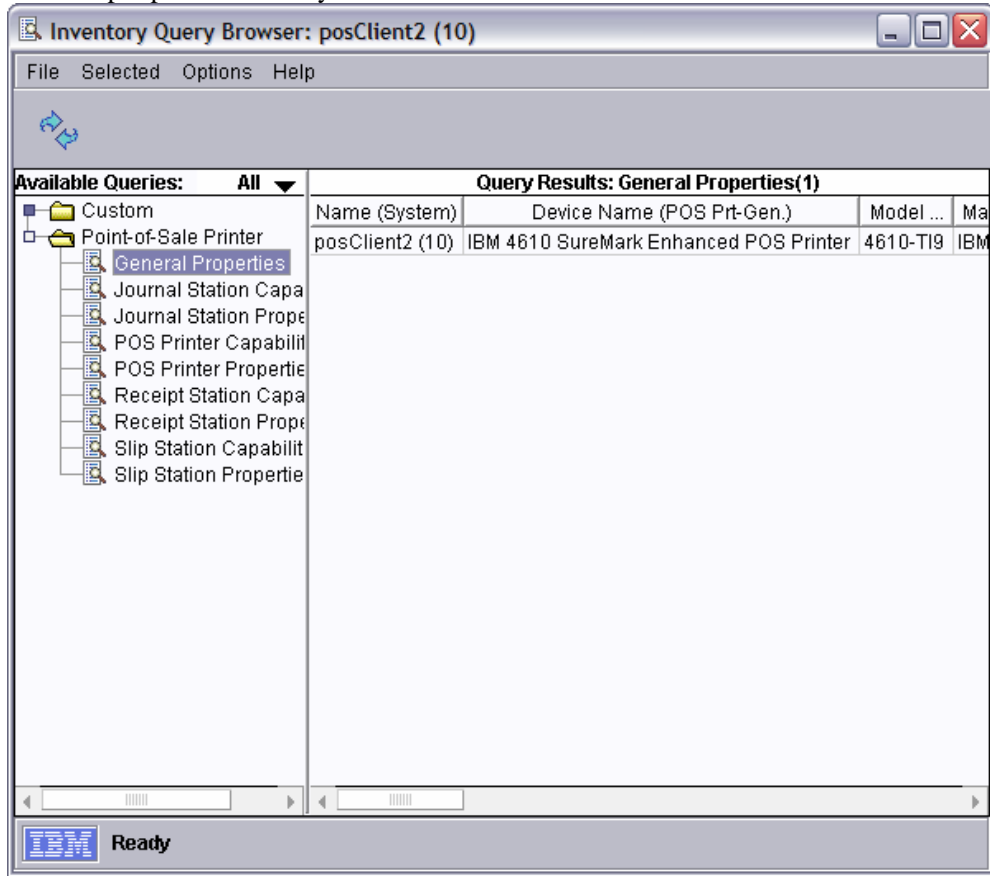 Inventory Query Browser: posClient2 (10)
File Selected Options Help
Available Queries: All
Query Results: General Properties(1)
Custom
Point-of-Sale Printer
General Properties
Journal Station Capa
Journal Station Prope
POS Printer Capabilit
POS Printer Propertie
Receipt Station Capa
Receipt Station Prope
Slip Station Capabilit
Slip Station Propertie
Name (System) Device Name (POS Prt-Gen.) Model ... Ma
posClient2 (10) IBM 4610 SureMark Enhanced POS Printer 4610-TI9 IBM
IBM Ready